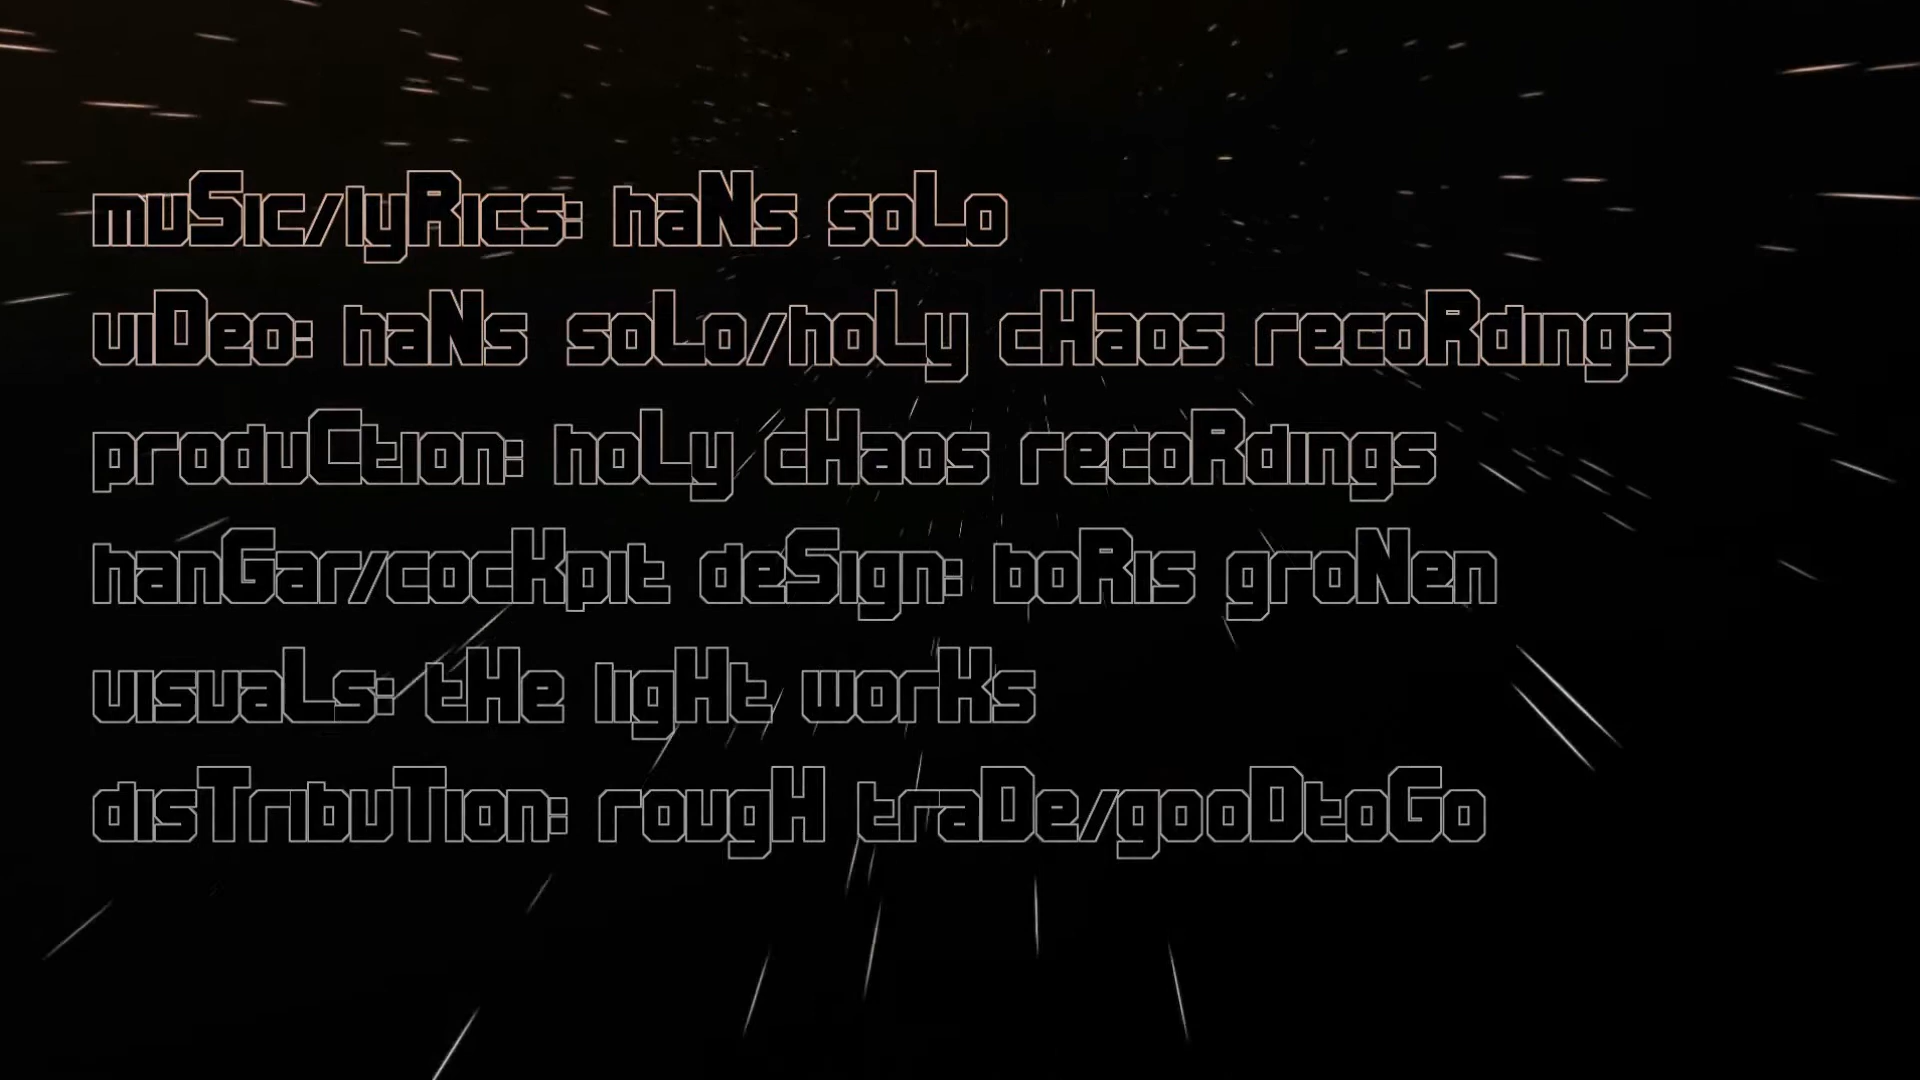 muSic/lyRics: haNs soLo
viDeo: haNs soLo/hoLy cHaos recoRdings
produCtion: hoLy cHaos recoRdings
hanGar/cocKpit deSign: boRis groNen
visuaLs: tHe ligHt worKs
disTribuTion: rougH traDe/gooDtoGo